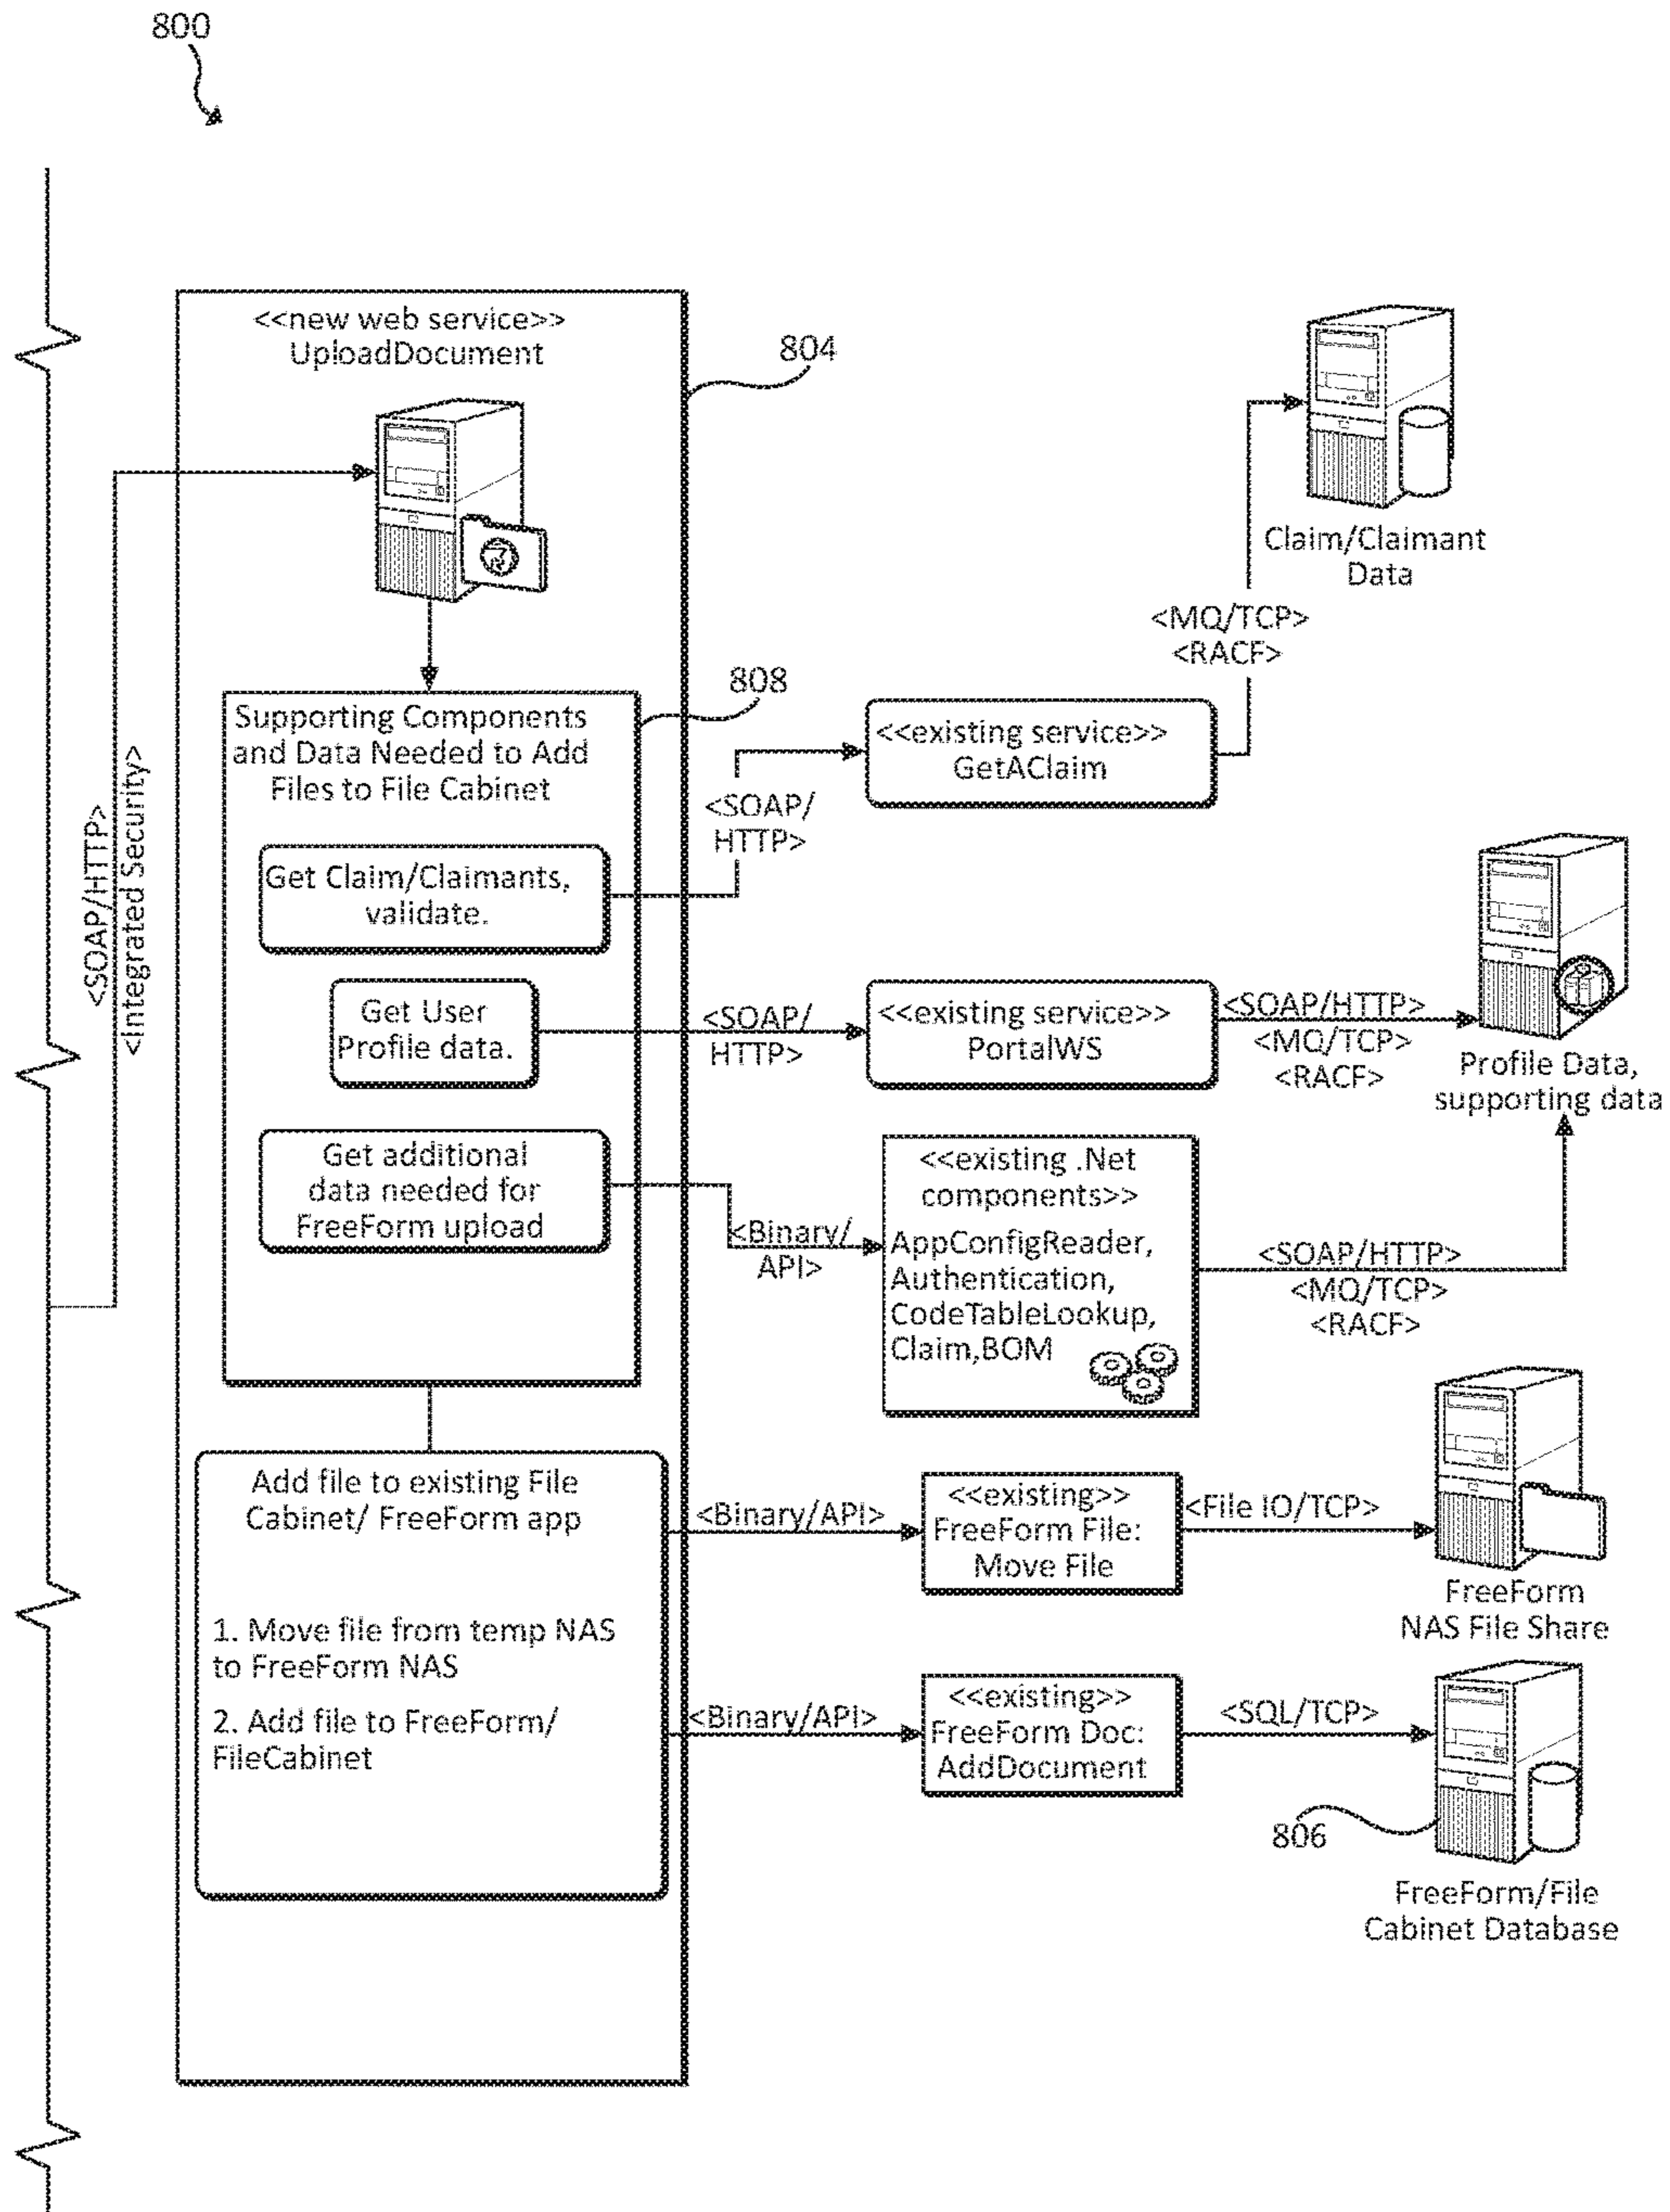 800
<<new web service>>
UploadDocument
804
808
Supporting Components
and Data Needed to Add
Files to File Cabinet
Get Claim/Claimants,
validate.
Get User
Profile data.
Get additional
data needed for
FreeForm upload
<SOAP/HTTP>
<Integrated Security>
Add file to existing File
Cabinet/ FreeForm app
1. Move file from temp NAS
to FreeForm NAS
2. Add file to FreeForm/
FileCabinet
<SOAP/
HTTP>
<<existing service>>
GetAClaim
<MQ/TCP>
<RACF>
Claim/Claimant
Data
<SOAP/
HTTP>
<<existing service>>
PortalWS
<SOAP/HTTP>
<MQ/TCP>
<RACF>
Profile Data,
supporting data
<Binary/
API>
<<existing .Net
components>>
AppConfigReader,
Authentication,
CodeTableLookup,
Claim,BOM
<SOAP/HTTP>
<MQ/TCP>
<RACF>
<Binary/API>
<<existing>>
FreeForm File:
Move File
<File IO/TCP>
FreeForm
NAS File Share
<Binary/API>
<<existing>>
FreeForm Doc:
AddDocument
<SQL/TCP>
806
FreeForm/File
Cabinet Database